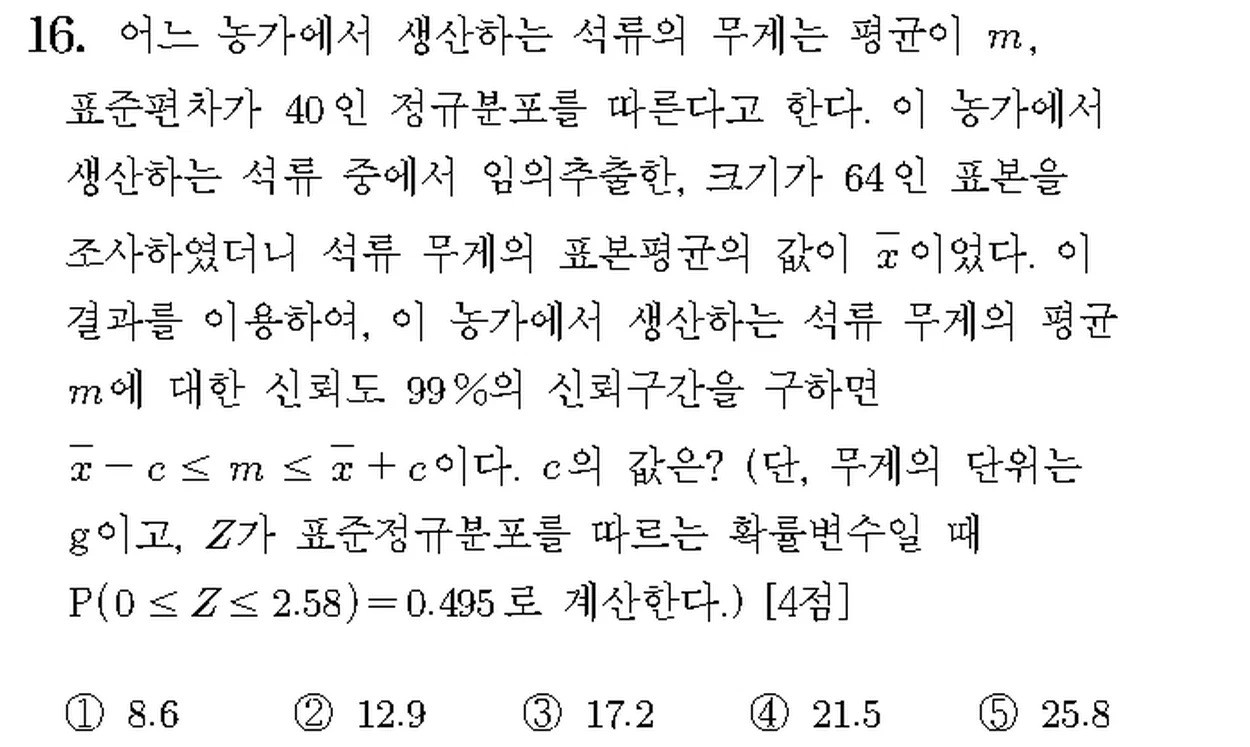 16. 어느 농가에서 생산하는 석류의 무게는 평균이 m,
표준편차가 40인 정규분포를 따른다고 한다. 이 농가에서
생산하는 석류 중에서 임의추출한, 크기가 64인 표본을
조사하였더니 석류 무게의 표본평균의 값이 x̄이었다. 이
결과를 이용하여, 이 농가에서 생산하는 석류 무게의 평균
m에 대한 신뢰도 99%의 신뢰구간을 구하면
x̄ − c ≤ m ≤ x̄ + c이다. c의 값은? (단, 무게의 단위는
g이고, Z가 표준정규분포를 따르는 확률변수일 때
P(0 ≤ Z ≤ 2.58)=0.495로 계산한다.) [4점]
① 8.6 ② 12.9 ③ 17.2 ④ 21.5 ⑤ 25.8